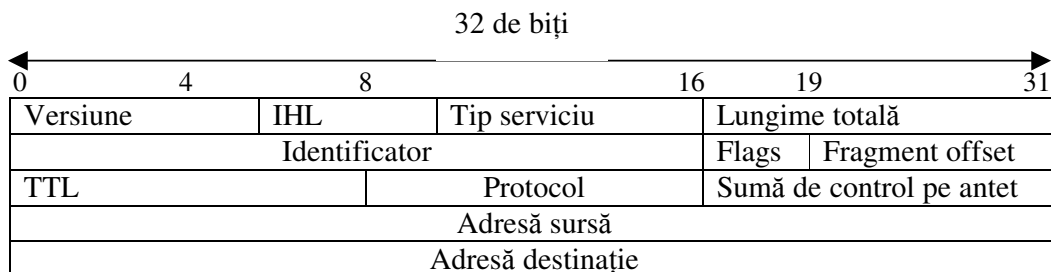 32 de biți
0 4 8 16 19 31
Versiune IHL Tip serviciu Lungime totală
Identificator Flags Fragment offset
TTL Protocol Sumă de control pe antet
Adresă sursă
Adresă destinație